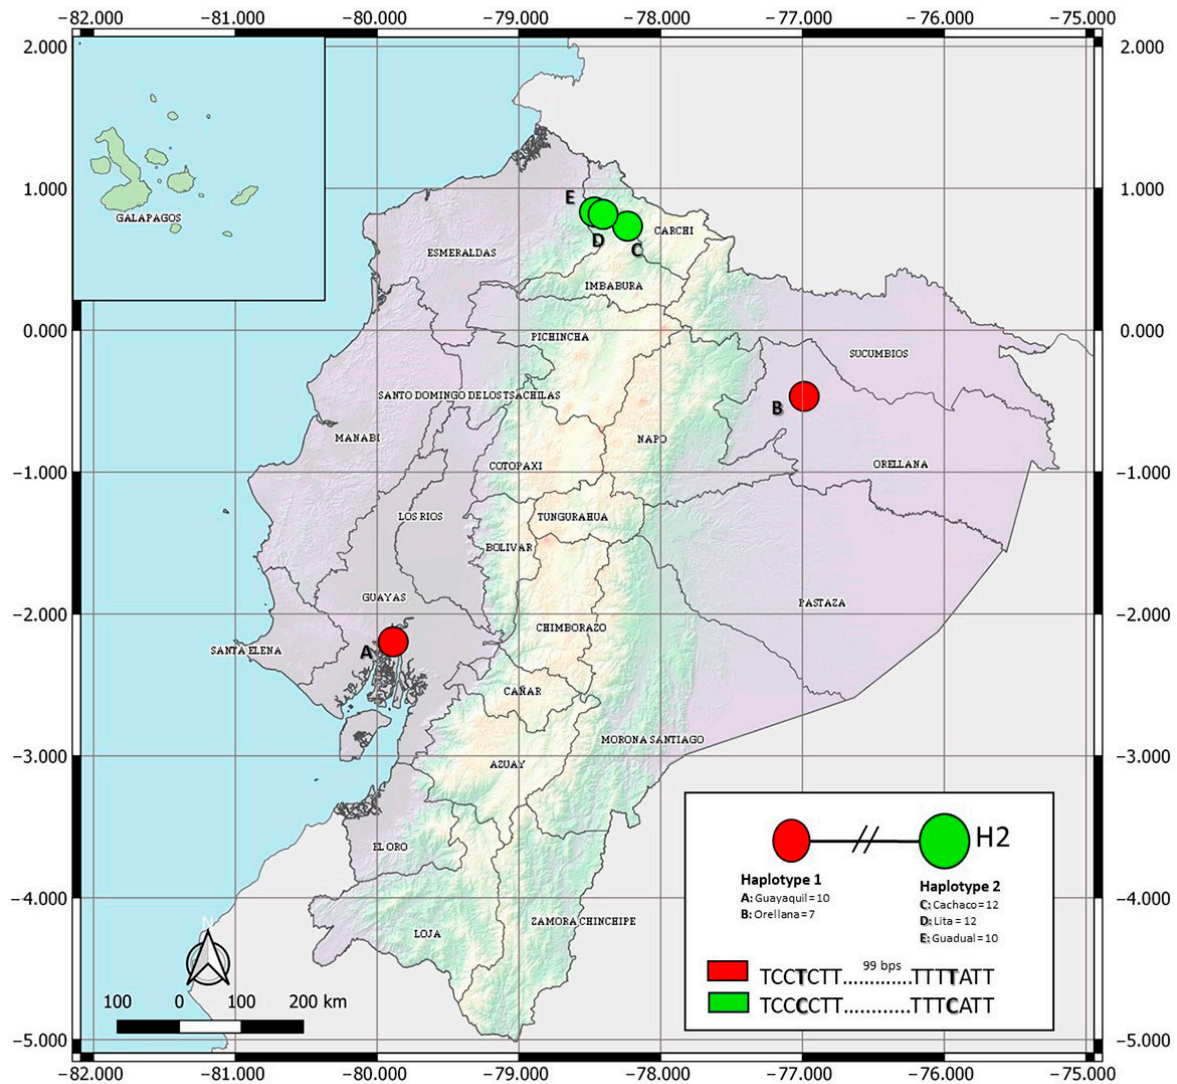 −82.000 −81.000 −80.000 −79.000 −78.000 −77.000 −76.000 −75.000
2.000 2.000
1.000 1.000
GALAPAGOS
E
D
C
CARCHI
ESMERALDAS
IMBABURA
0.000 0.000
PICHINCHA
SUCUMBIOS
SANTO DOMINGO DE LOS TSACHILAS
B
MANABI
NAPO
COTOPAXI
ORELLANA
−1.000 −1.000
LOS RIOS
TUNGURAHUA
BOLIVAR
GUAYAS
PASTAZA
−2.000 −2.000
CHIMBORAZO
SANTA ELENA
A
CAÑAR
MORONA SANTIAGO
−3.000 −3.000
AZUAY
EL ORO
−4.000 −4.000
ZAMORA CHINCHIPE
LOJA
N
100 0 100 200 km
−5.000 −5.000
−82.000 −81.000 −80.000 −79.000 −78.000 −77.000 −76.000 −75.000
H2
Haplotype 1
A: Guayaquil = 10
B: Orellana = 7
Haplotype 2
C: Cachaco = 12
D: Lita = 12
E: Guadual = 10
99 bps
TCCTCTT............TTTTATT
TCCCCTT............TTTCATT